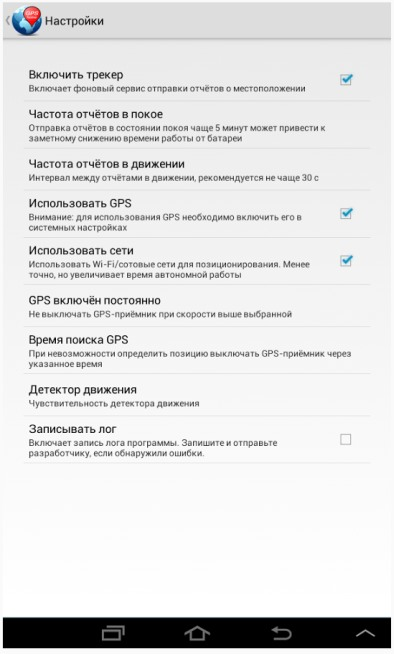 GPS
Настройки
Включить трекер
Включает фоновый сервис отправки отчётов о местоположении
Частота отчётов в покое
Отправка отчётов в состоянии покоя чаще 5 минут может привести к
заметному снижению времени работы от батареи
Частота отчётов в движении
Интервал между отчётами в движении, рекомендуется не чаще 30 с
Использовать GPS
Внимание: для использования GPS необходимо включить его в
системных настройках
Использовать сети
Использовать Wi-Fi/сотовые сети для позиционирования. Менее
точно, но увеличивает время автономной работы
GPS включён постоянно
Не выключать GPS-приёмник при скорости выше выбранной
Время поиска GPS
При невозможности определить позицию выключать GPS-приёмник через
указанное время
Детектор движения
Чувствительность детектора движения
Записывать лог
Включает запись лога программы. Запишите и отправьте
разработчику, если обнаружили ошибки.